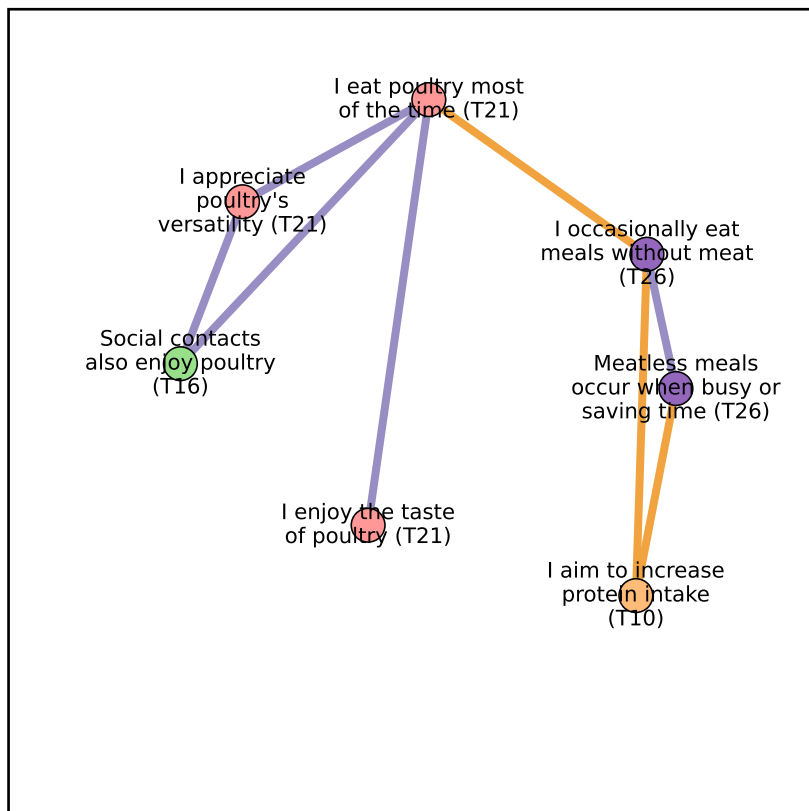 I eat poultry most
of the time (T21)
I appreciate
poultry's
versatility (T21)
I occasionally eat
meals without meat
(T26)
Social contacts
also enjoy poultry
(T16)
Meatless meals
occur when busy or
saving time (T26)
I enjoy the taste
of poultry (T21)
I aim to increase
protein intake
(T10)